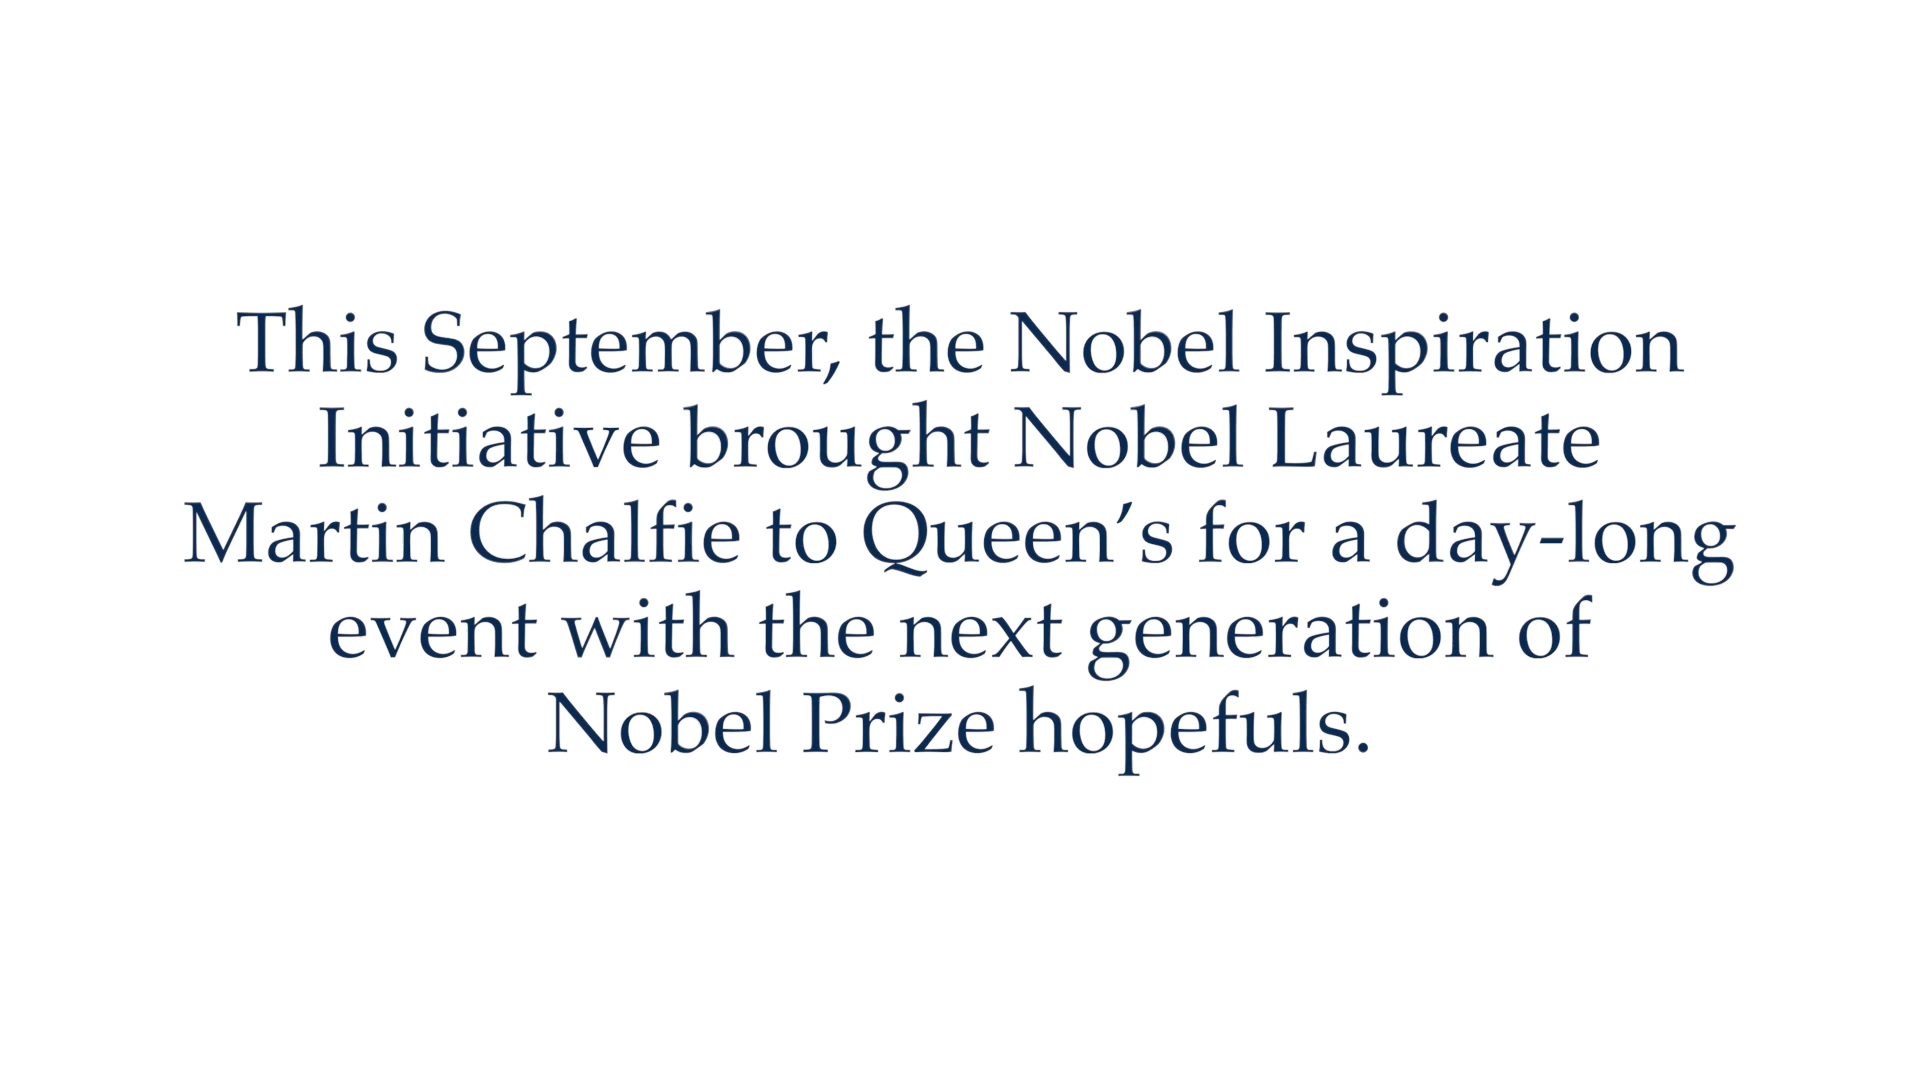 This September, the Nobel Inspiration
Initiative brought Nobel Laureate
Martin Chalfie to Queen’s for a day-long
event with the next generation of
Nobel Prize hopefuls.